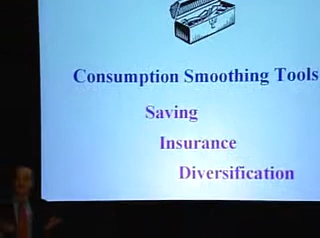 Consumption Smoothing Tools
Saving
Insurance
Diversification